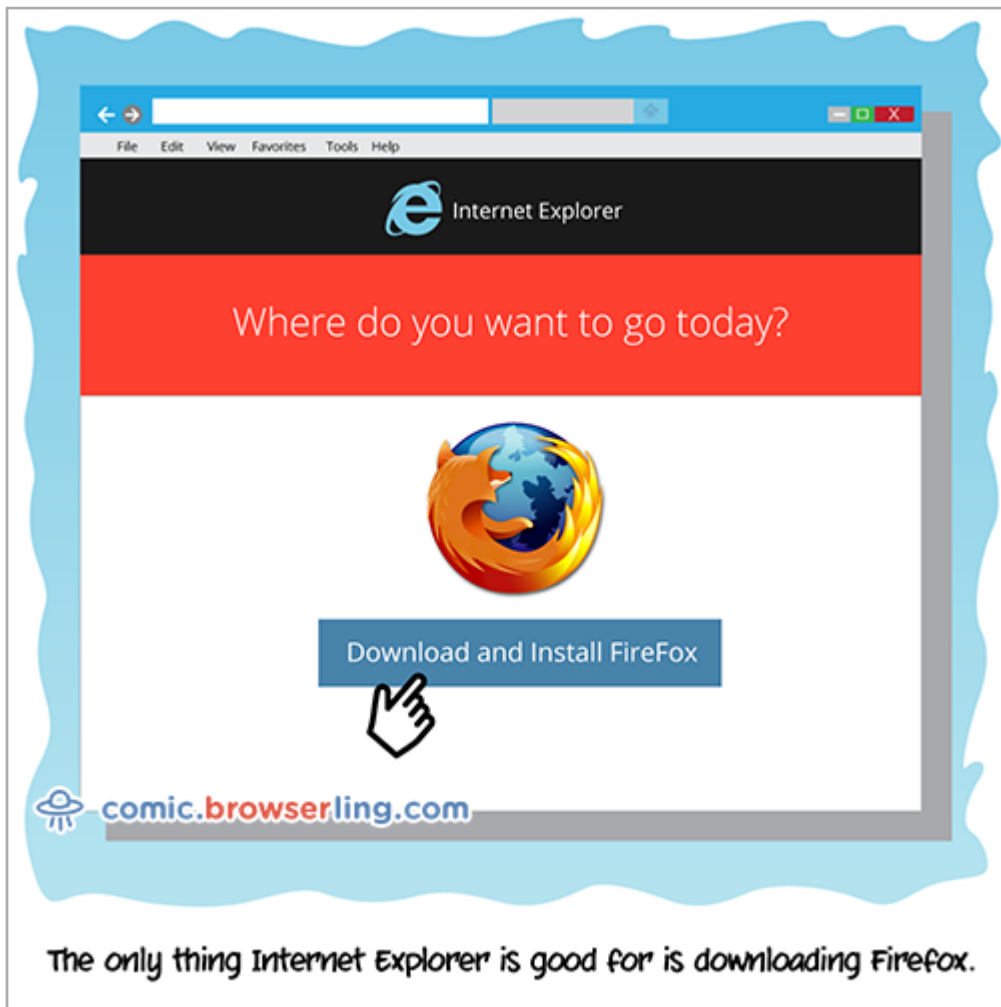 X
File Edit View Favorites Tools Help
Internet Explorer
Where do you want to go today?
Download and Install FireFox
comic.browserling.com
The only thing Internet Explorer is good for is downloading Firefox.